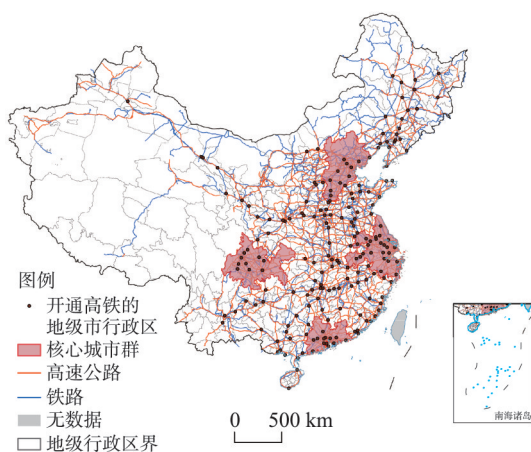 图例
开通高铁的
地级市行政区
核心城市群
高速公路
铁路
无数据
地级行政区界
0 500 km
南海诸岛